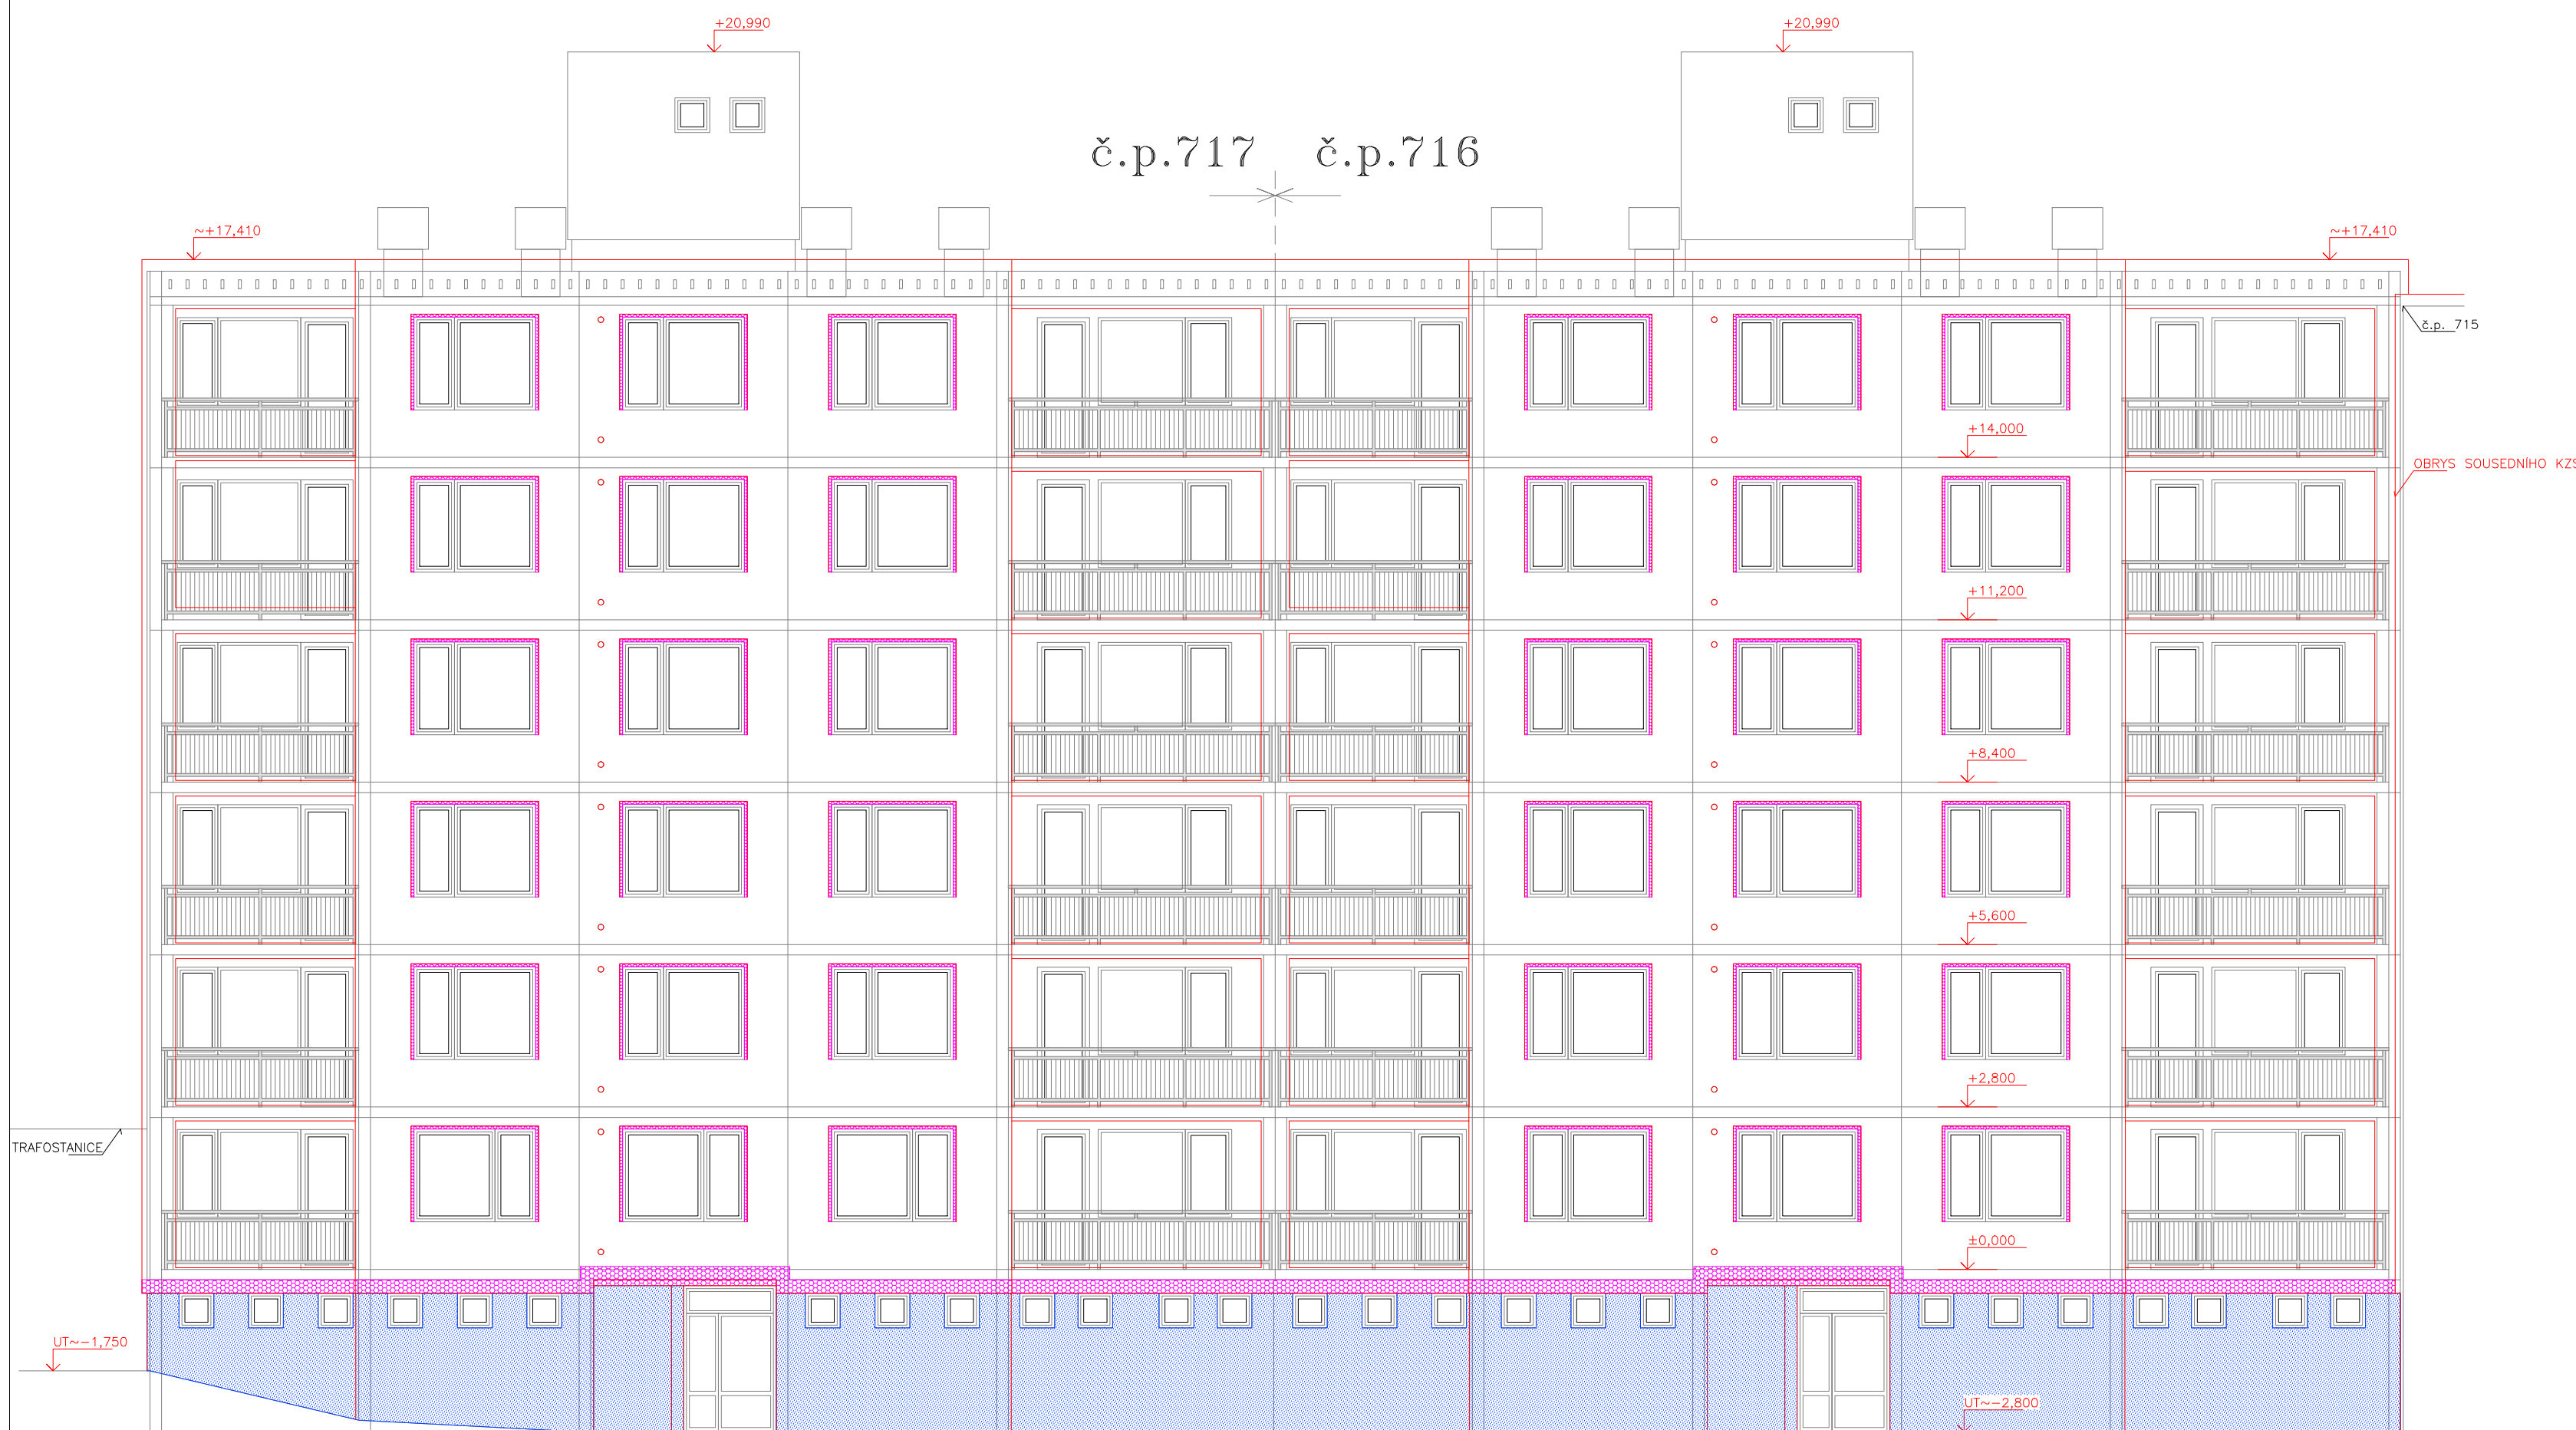 +20,990
+20,990
č.p.717 č.p.716
~+17,410
~+17,410
č.p. 715
+14,000
OBRYS SOUSEDNÍHO KZS
+11,200
+8,400
+5,600
+2,800
TRAFOSTANICE
±0,000
UT~−1,750
UT~−2,800